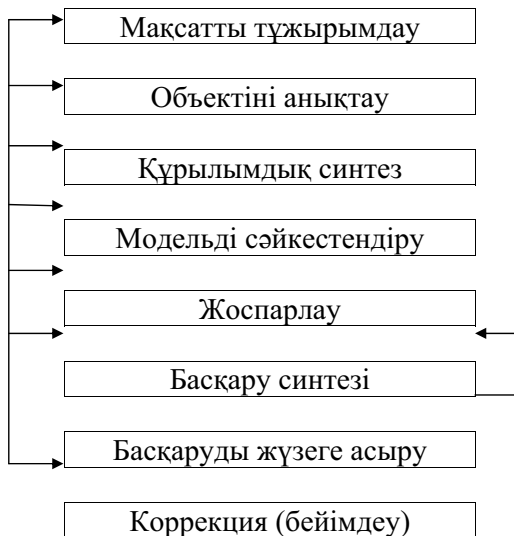 Мақсатты тұжырымдау
Объектіні анықтау
Құрылымдық синтез
Модельді сәйкестендіру
Жоспарлау
Басқару синтезі
Басқаруды жүзеге асыру
Коррекция (бейімдеу)